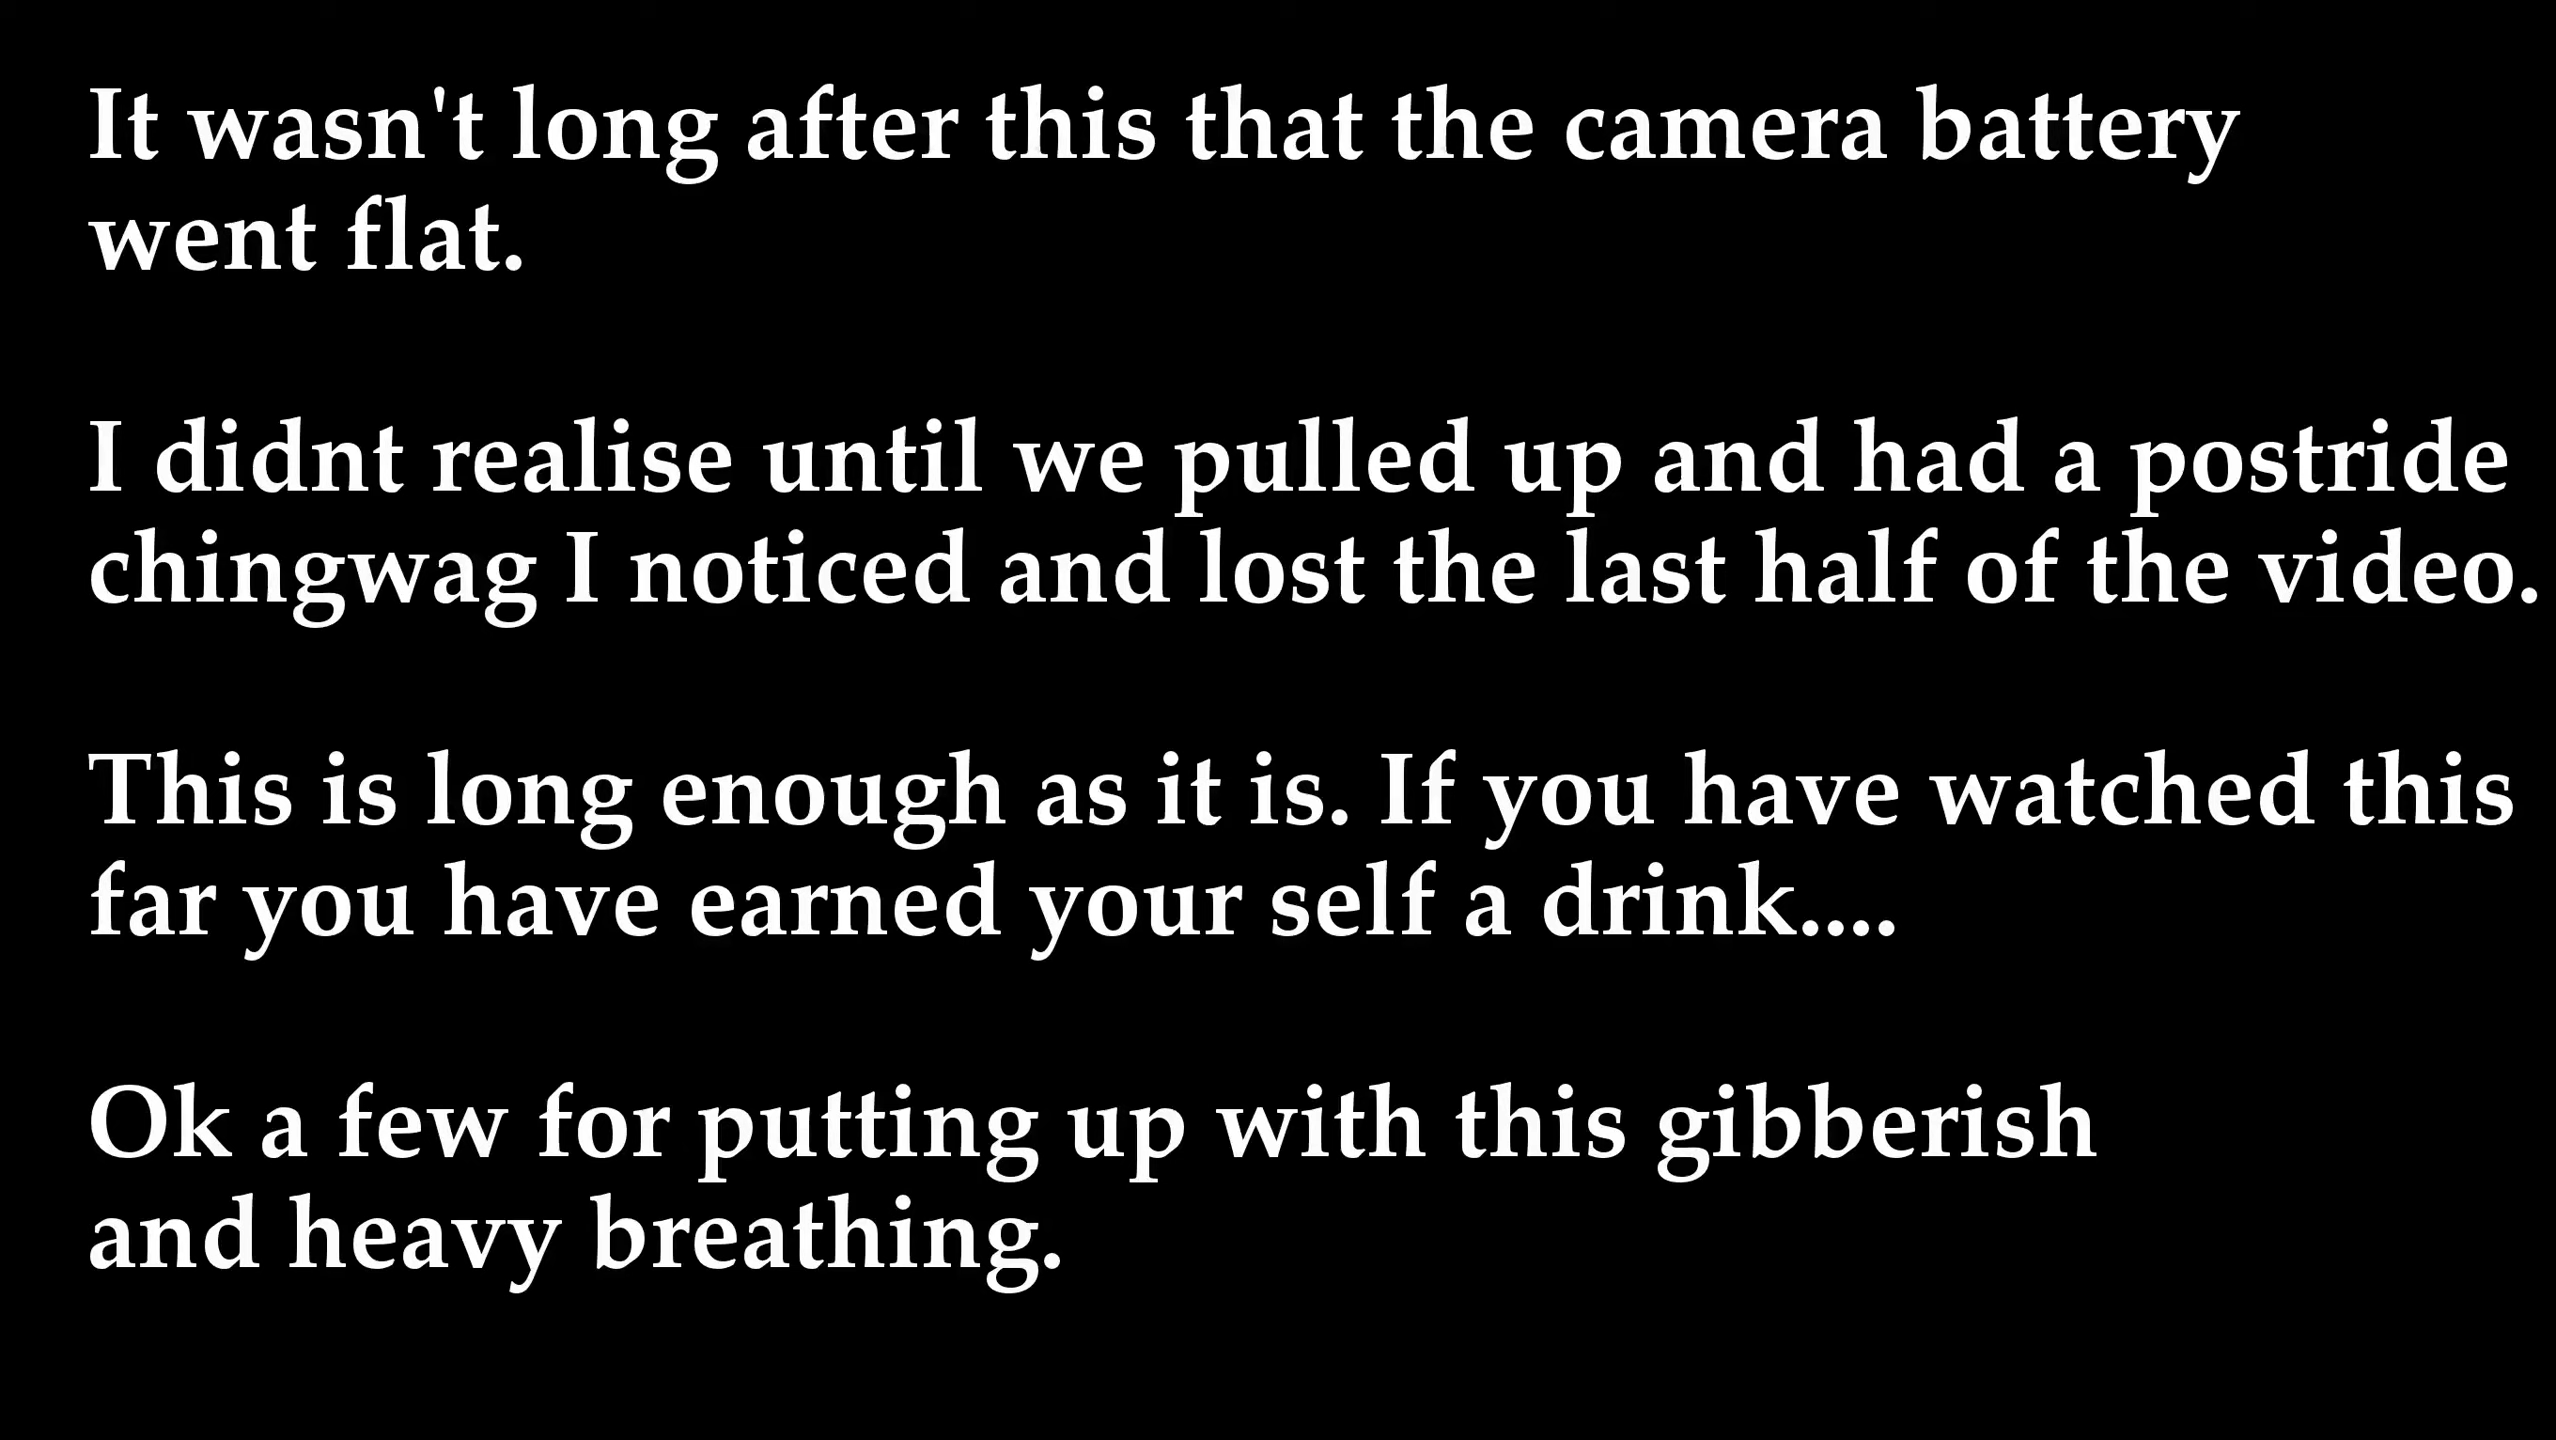 It wasn't long after this that the camera battery
went flat.
I didnt realise until we pulled up and had a postride
chingwag I noticed and lost the last half of the video.
This is long enough as it is. If you have watched this
far you have earned your self a drink....
Ok a few for putting up with this gibberish
and heavy breathing.